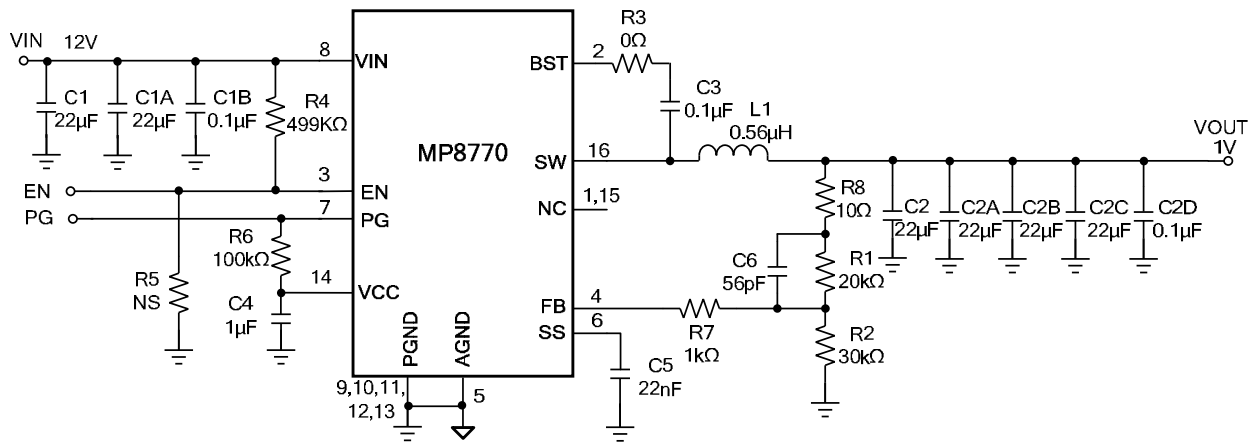 VIN 12V
8
VIN
C1
22µF
C1A
22µF
C1B
0.1µF
R4
499KΩ
EN
3
EN
PG
7
PG
R6
100kΩ
R5
NS
14
VCC
C4
1µF
MP8770
PGND
AGND
9,10,11,
12,13
5
BST
2
R3
0Ω
C3
0.1µF
L1
0.56µH
SW
16
NC
1,15
FB
4
SS
6
R7
1kΩ
C5
22nF
C6
56pF
R8
10Ω
R1
20kΩ
R2
30kΩ
C2
22µF
C2A
22µF
C2B
22µF
C2C
22µF
C2D
0.1µF
VOUT
1V